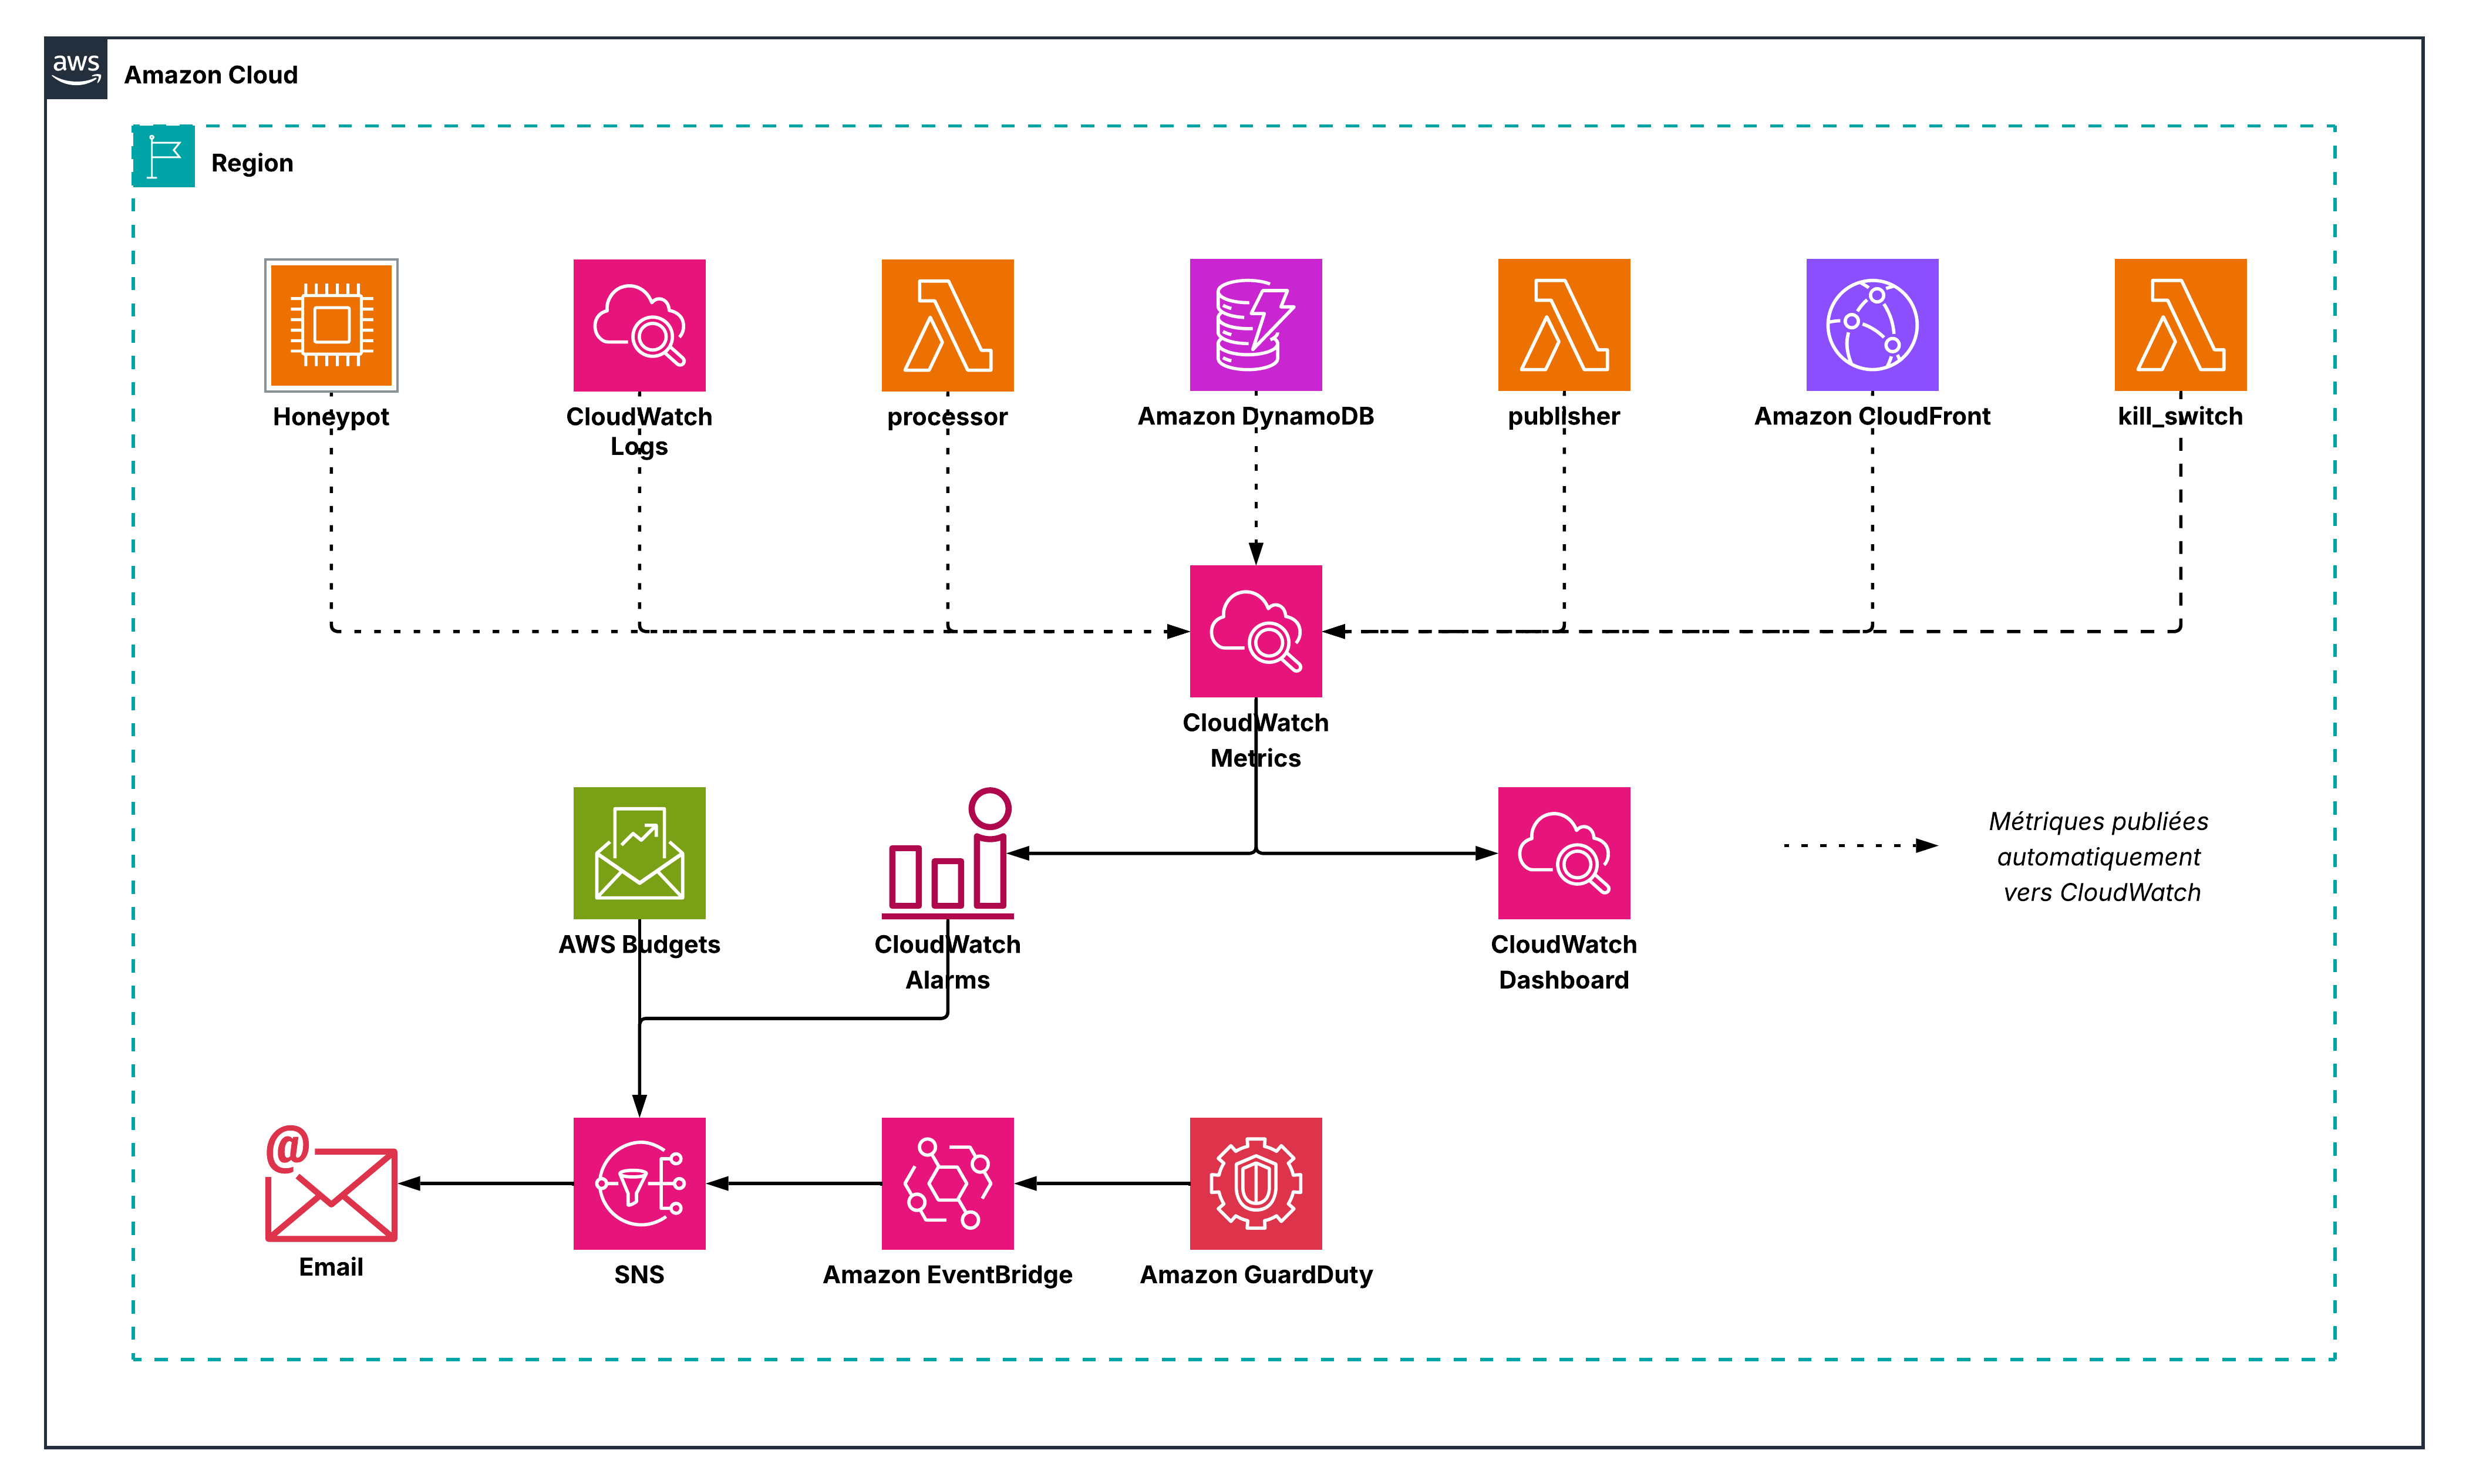 aws
Amazon Cloud
Region
Honeypot
CloudWatch
Logs
processor
Amazon DynamoDB
publisher
Amazon CloudFront
kill_switch
CloudWatch
Metrics
AWS Budgets
CloudWatch
Alarms
CloudWatch
Dashboard
Métriques publiées
automatiquement
vers CloudWatch
@
Email
SNS
Amazon EventBridge
Amazon GuardDuty